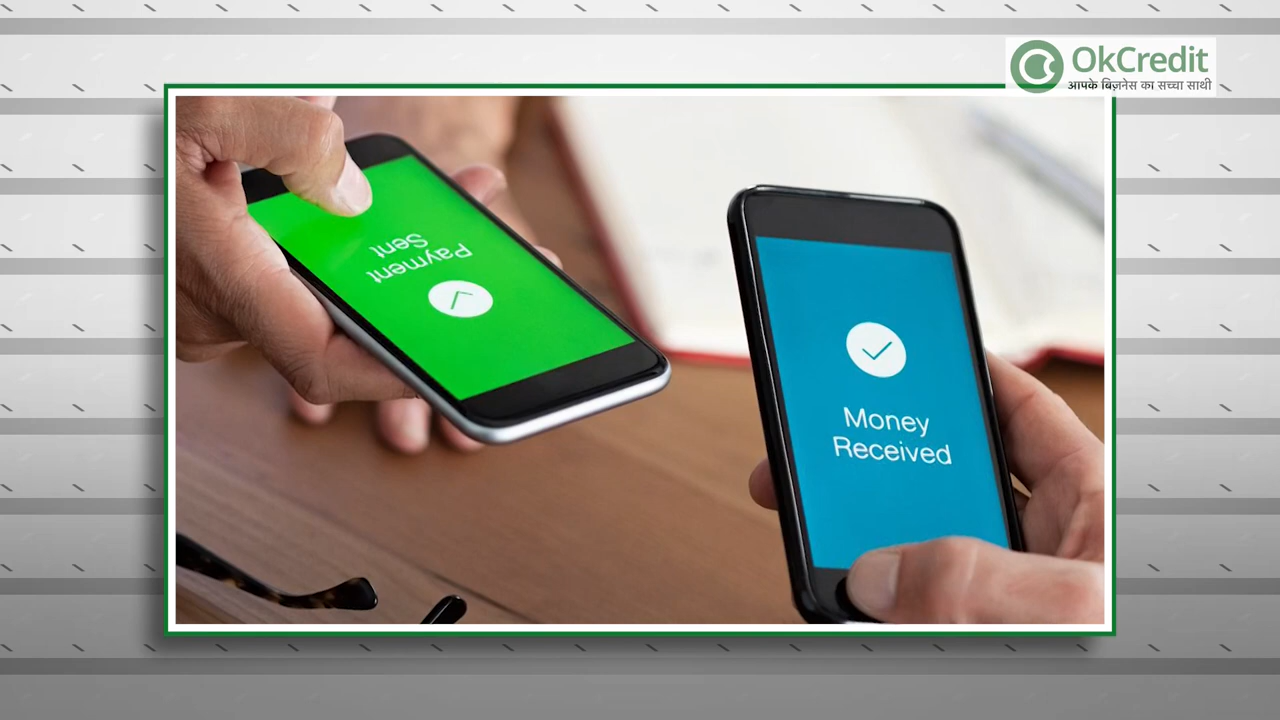 OkCredit
आपके बिज़नेस का सच्चा साथी
Payment
Sent
Money
Received